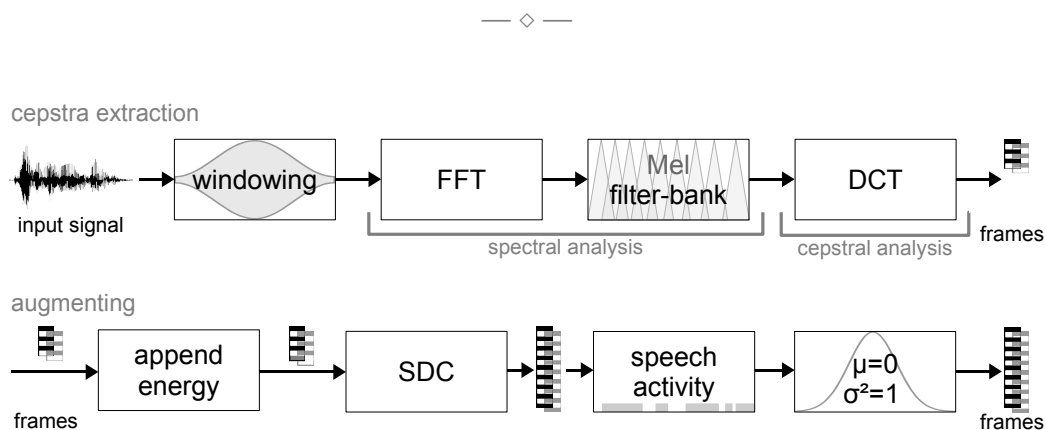 cepstra extraction
windowing
FFT
Mel
filter-bank
DCT
input signal
spectral analysis
cepstral analysis
frames
augmenting
append
energy
SDC
speech
activity
μ=0
σ²=1
frames
frames